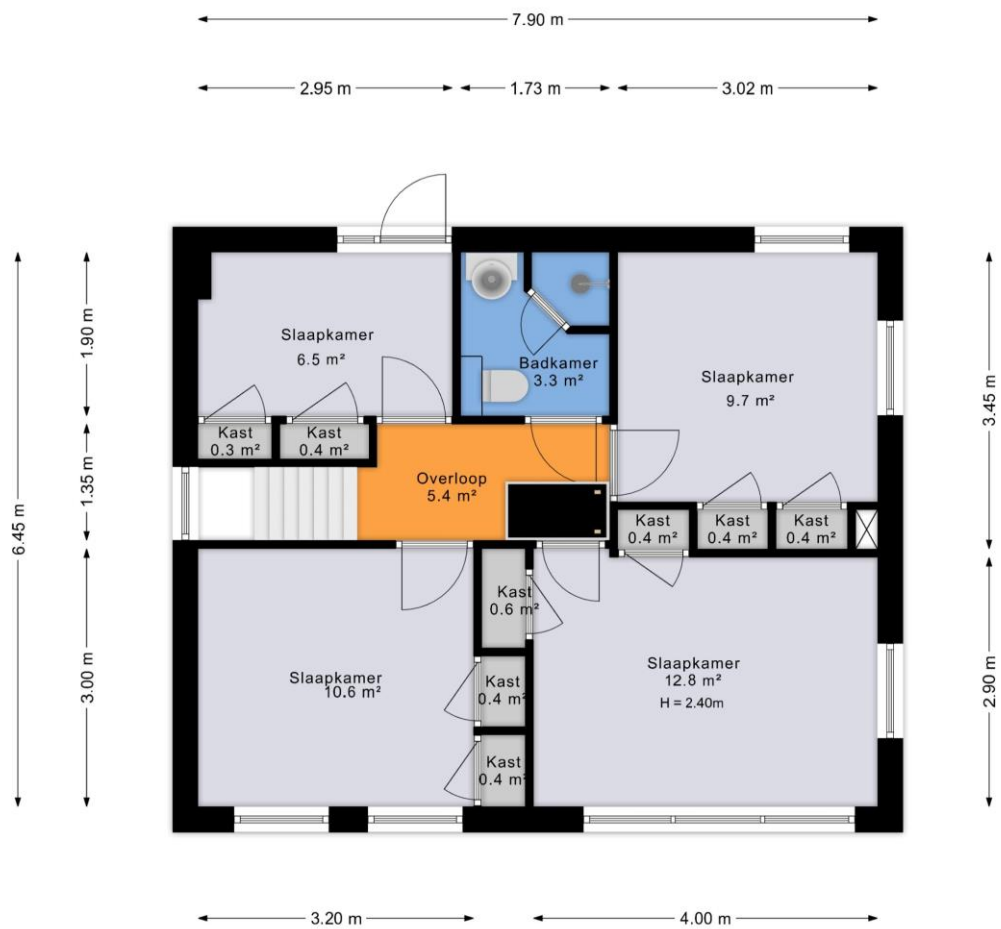 7.90 m
2.95 m
1.73 m
3.02 m
6.45 m
1.90 m
1.35 m
3.00 m
3.45 m
2.90 m
Slaapkamer
6.5 m²
Badkamer
3.3 m²
Slaapkamer
9.7 m²
Kast
0.3 m²
Kast
0.4 m²
Overloop
5.4 m²
Kast
0.4 m²
Kast
0.4 m²
Kast
0.4 m²
Kast
0.6 m²
Slaapkamer
10.6 m²
Kast
0.4 m²
Kast
0.4 m²
Slaapkamer
12.8 m²
H = 2.40m
3.20 m
4.00 m